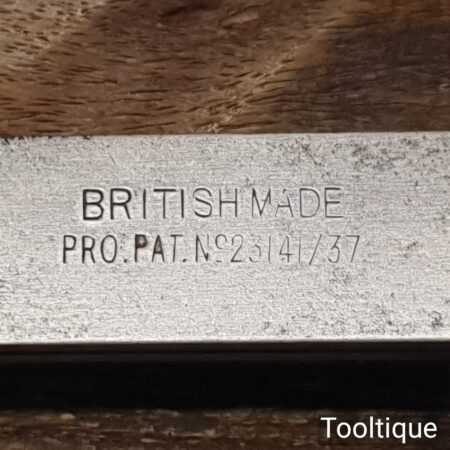 BRITISH MADE
PRO.PAT.Nº23141/37
Tooltique